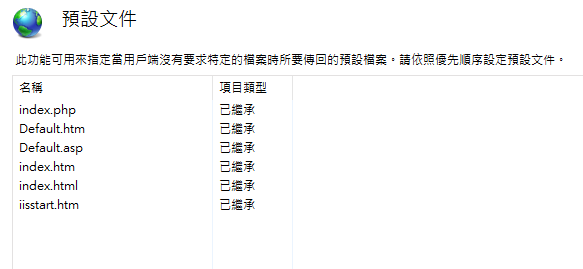 預設文件
此功能可用來指定當用戶端沒有要求特定的檔案時所要傳回的預設檔案。請依照優先順序設定預設文件。
名稱 項目類型
index.php 已繼承
Default.htm 已繼承
Default.asp 已繼承
index.htm 已繼承
index.html 已繼承
iisstart.htm 已繼承